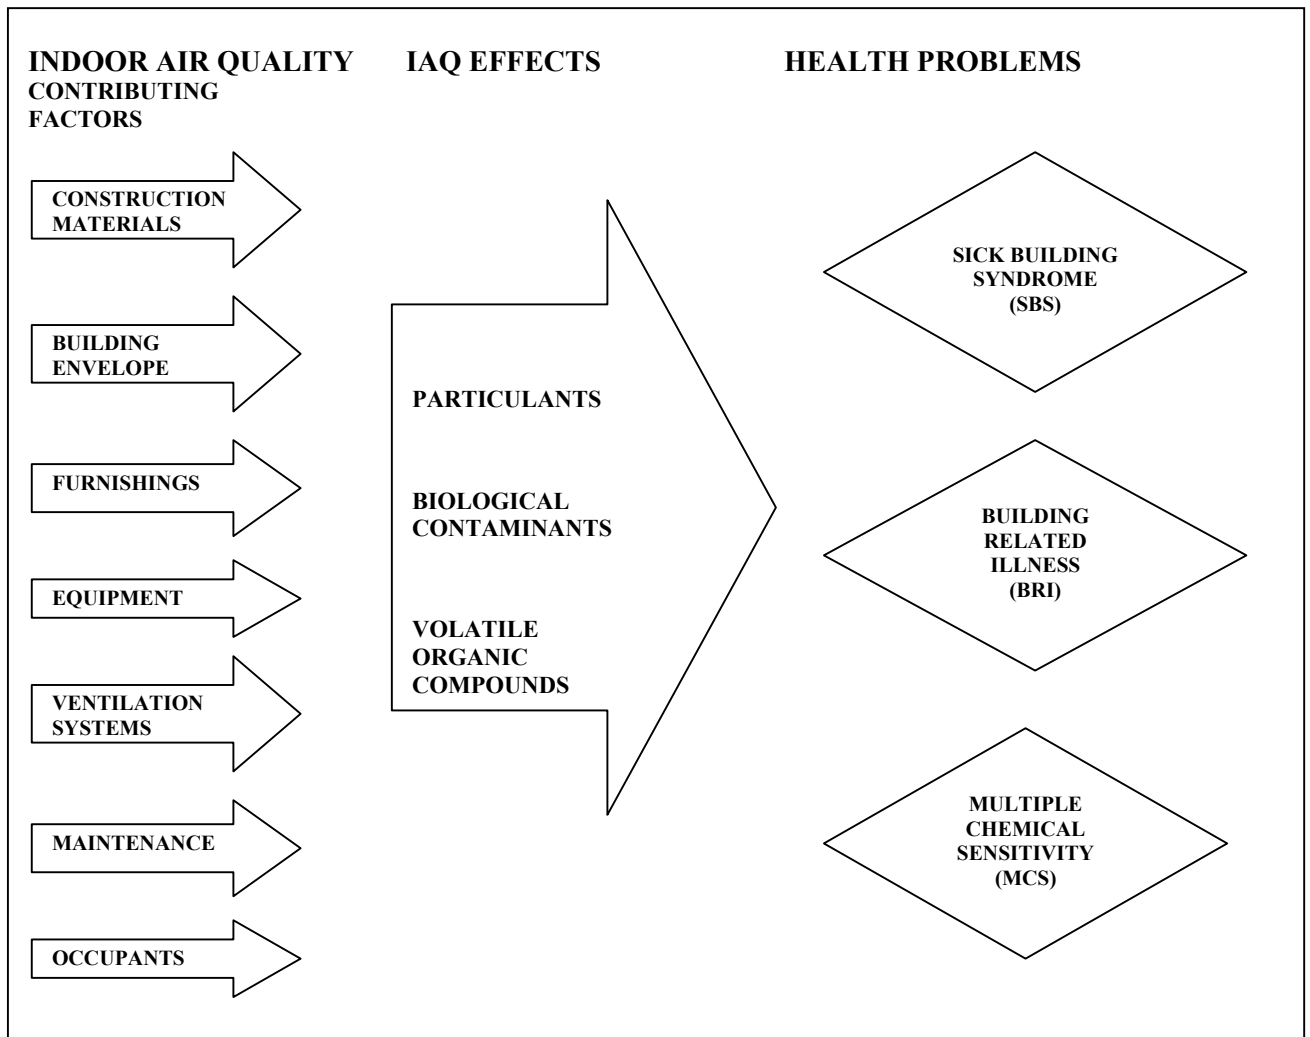 INDOOR AIR QUALITY
CONTRIBUTING
FACTORS
CONSTRUCTION
MATERIALS
BUILDING
ENVELOPE
FURNISHINGS
EQUIPMENT
VENTILATION
SYSTEMS
MAINTENANCE
OCCUPANTS
IAQ EFFECTS
PARTICULANTS
BIOLOGICAL
CONTAMINANTS
VOLATILE
ORGANIC
COMPOUNDS
HEALTH PROBLEMS
SICK BUILDING
SYNDROME
(SBS)
BUILDING
RELATED
ILLNESS
(BRI)
MULTIPLE
CHEMICAL
SENSITIVITY
(MCS)